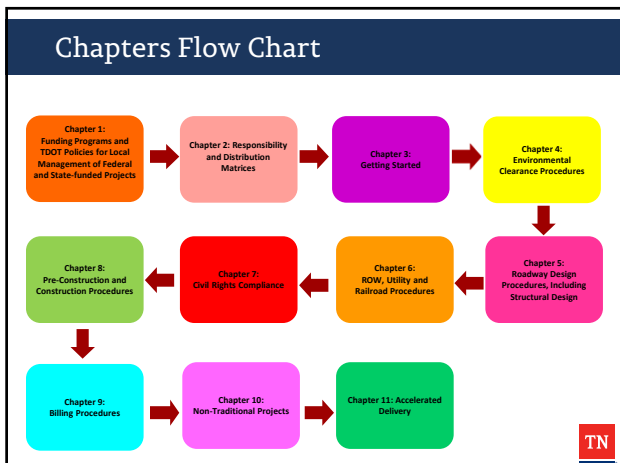 Chapters Flow Chart
Chapter 1:
Funding Programs and
TDOT Policies for Local
Management of Federal
and State-funded Projects
Chapter 2: Responsibility
and Distribution
Matrices
Chapter 3:
Getting Started
Chapter 4:
Environmental
Clearance Procedures
Chapter 8:
Pre-Construction and
Construction Procedures
Chapter 7:
Civil Rights Compliance
Chapter 6:
ROW, Utility and
Railroad Procedures
Chapter 5:
Roadway Design
Procedures, Including
Structural Design
Chapter 9:
Billing Procedures
Chapter 10:
Non-Traditional Projects
Chapter 11: Accelerated
Delivery
TN